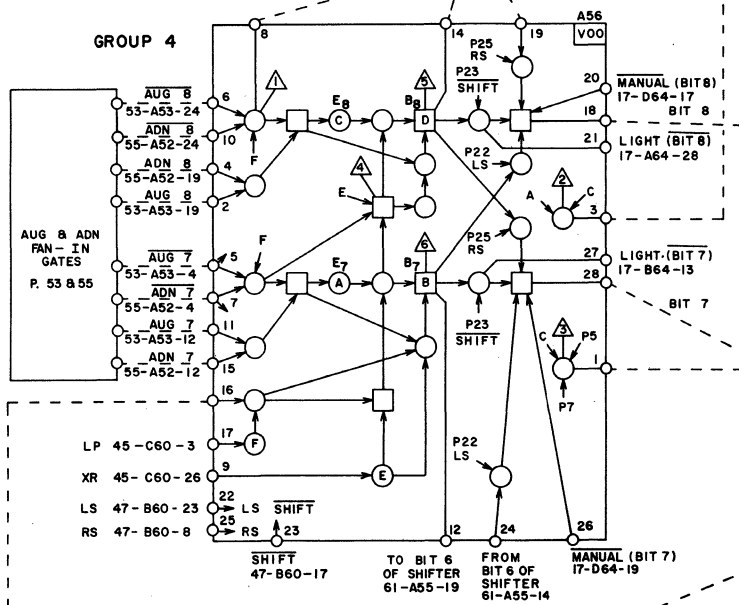 GROUP 4
A56
V00
8
14
19
P25
RS
P23
SHIFT
20
MANUAL (BIT 8)
17-D64-17
18
BIT 8
21
LIGHT (BIT 8)
17-A64-28
AUG 8
53-A53-24
6
ADN 8
55-A52-24
10
ADN 8
55-A52-19
4
AUG 8
53-A53-19
2
1
F
E8
C
B8
5
D
P22
LS
4
E
2
A
C
3
AUG & ADN
FAN-IN
GATES
P. 53 & 55
AUG 7
53-A53-4
5
ADN 7
55-A52-4
7
AUG 7
53-A53-12
11
ADN 7
55-A52-12
15
F
E7
A
B7
6
B
P25
RS
P23
SHIFT
27
LIGHT (BIT 7)
17-B64-13
28
BIT 7
3
C
P5
P7
1
16
LP 45-C60-3
17
F
XR 45-C60-26
9
E
P22
LS
LS 47-B60-23
22
LS
SHIFT
RS 47-B60-8
25
RS
23
12
24
26
SHIFT
47-B60-17
TO BIT 6
OF SHIFTER
61-A55-19
FROM
BIT 6 OF
SHIFTER
61-A55-14
MANUAL (BIT 7)
17-D64-19